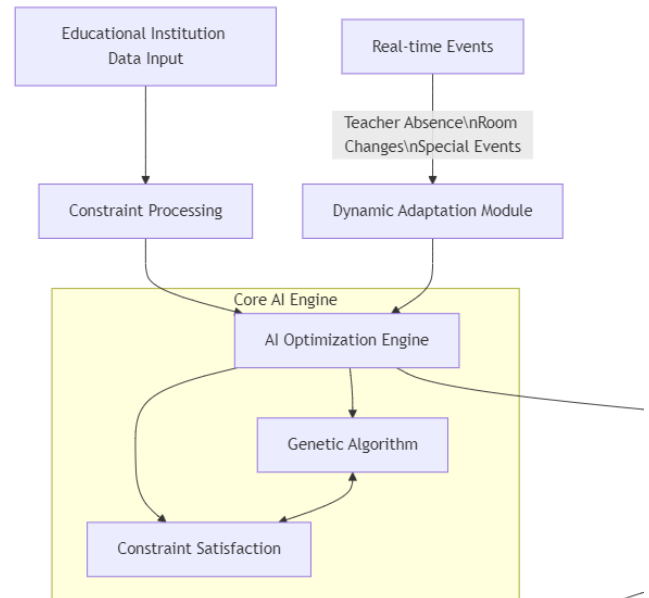 Educational Institution
Data Input
Real-time Events
Teacher Absence\nRoom
Changes\nSpecial Events
Constraint Processing
Dynamic Adaptation Module
Core AI Engine
AI Optimization Engine
Genetic Algorithm
Constraint Satisfaction